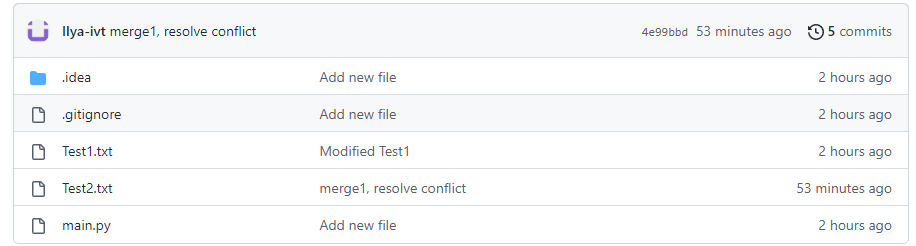 Ilya-ivt merge1, resolve conflict 4e99bbd 53 minutes ago 5 commits
.idea Add new file 2 hours ago
.gitignore Add new file 2 hours ago
Test1.txt Modified Test1 2 hours ago
Test2.txt merge1, resolve conflict 53 minutes ago
main.py Add new file 2 hours ago